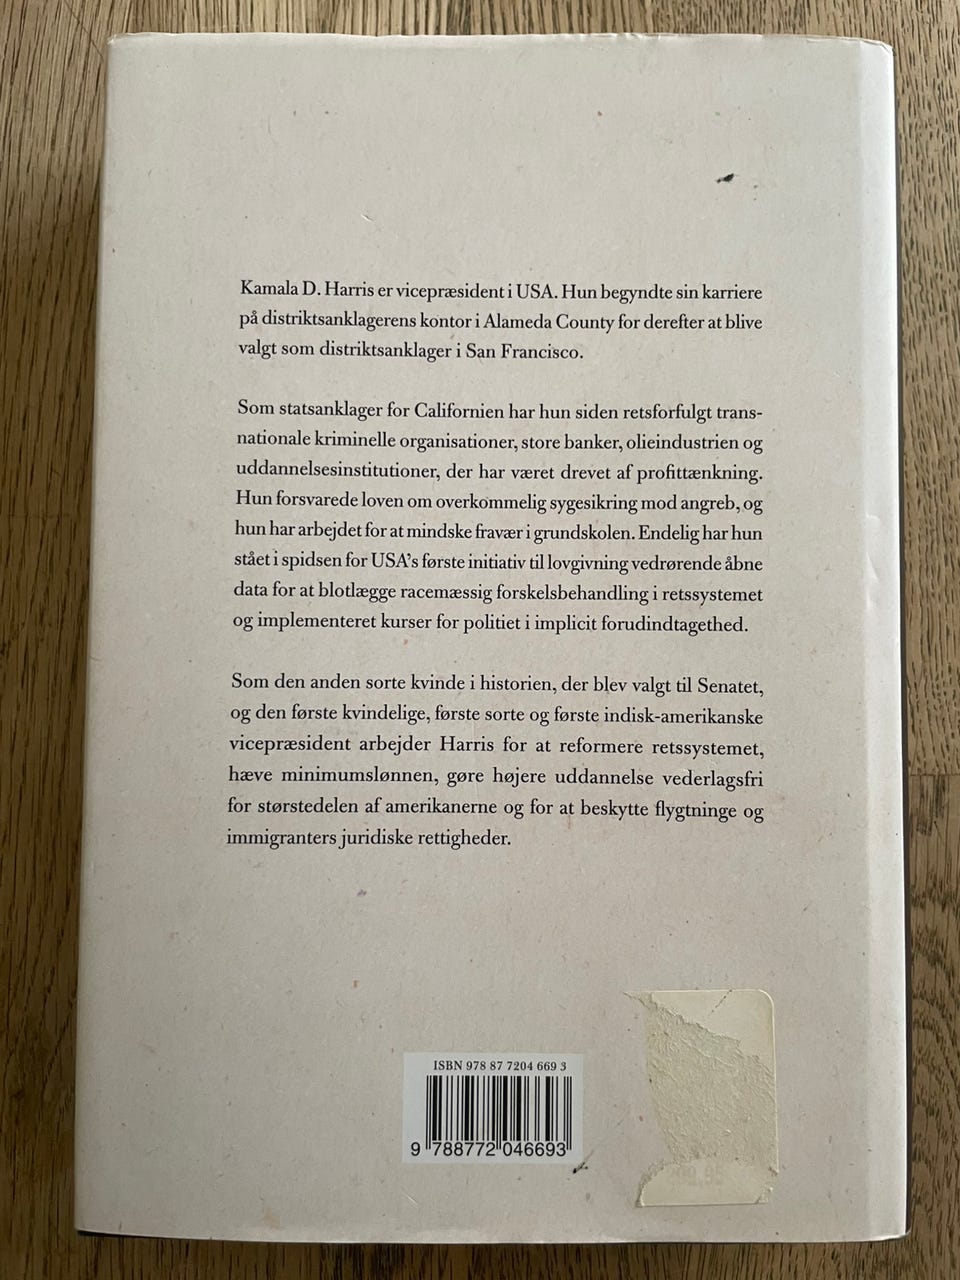 Kamala D. Harris er vicepræsident i USA. Hun begyndte sin karriere
på distriktsanklagerens kontor i Alameda County for derefter at blive
valgt som distriktsanklager i San Francisco.
Som statsanklager for Californien har hun siden retsforfulgt trans-
nationale kriminelle organisationer, store banker, olieindustrien og
uddannelsesinstitutioner, der har været drevet af profittænkning.
Hun forsvarede loven om overkommelig sygesikring mod angreb, og
hun har arbejdet for at mindske fravær i grundskolen. Endelig har hun
stået i spidsen for USA's første initiativ til lovgivning vedrørende åbne
data for at blotlægge racemæssig forskelsbehandling i retssystemet
og implementeret kurser for politiet i implicit forudindtagethed.
Som den anden sorte kvinde i historien, der blev valgt til Senatet,
og den første kvindelige, første sorte og første indisk-amerikanske
vicepræsident arbejder Harris for at reformere retssystemet,
hæve minimumslønnen, gøre højere uddannelse vederlagsfri
for størstedelen af amerikanerne og for at beskytte flygtninge og
immigranters juridiske rettigheder.
ISBN 978 87 7204 669 3
9 788772 046693